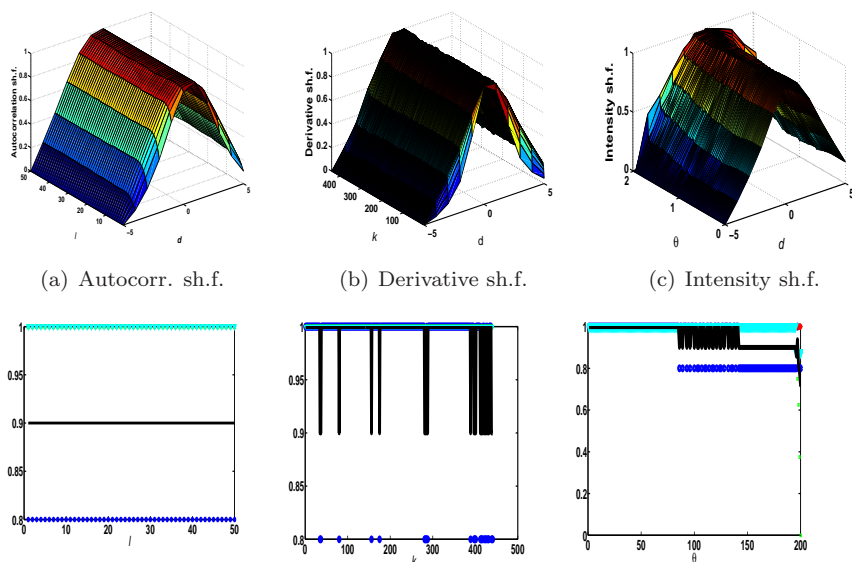 Autocorrelation sh.f.
1
0.8
0.6
0.4
0.2
0
50
40
30
20
10
l
−5
0
5
d
Derivative sh.f.
1
0.8
0.6
0.4
0.2
0
400
300
200
100
k
−5
0
5
d
Intensity sh.f.
1
0.5
0
2
1
0
θ
−5
0
5
d
(a) Autocorr. sh.f.
(b) Derivative sh.f.
(c) Intensity sh.f.
1
0.95
0.9
0.85
0.8
0 10 20 30 40 50
l
1
0.95
0.9
0.85
0.8
0 100 200 300 400 500
k
1
0.8
0.6
0.4
0.2
0
0 50 100 150 200
θ